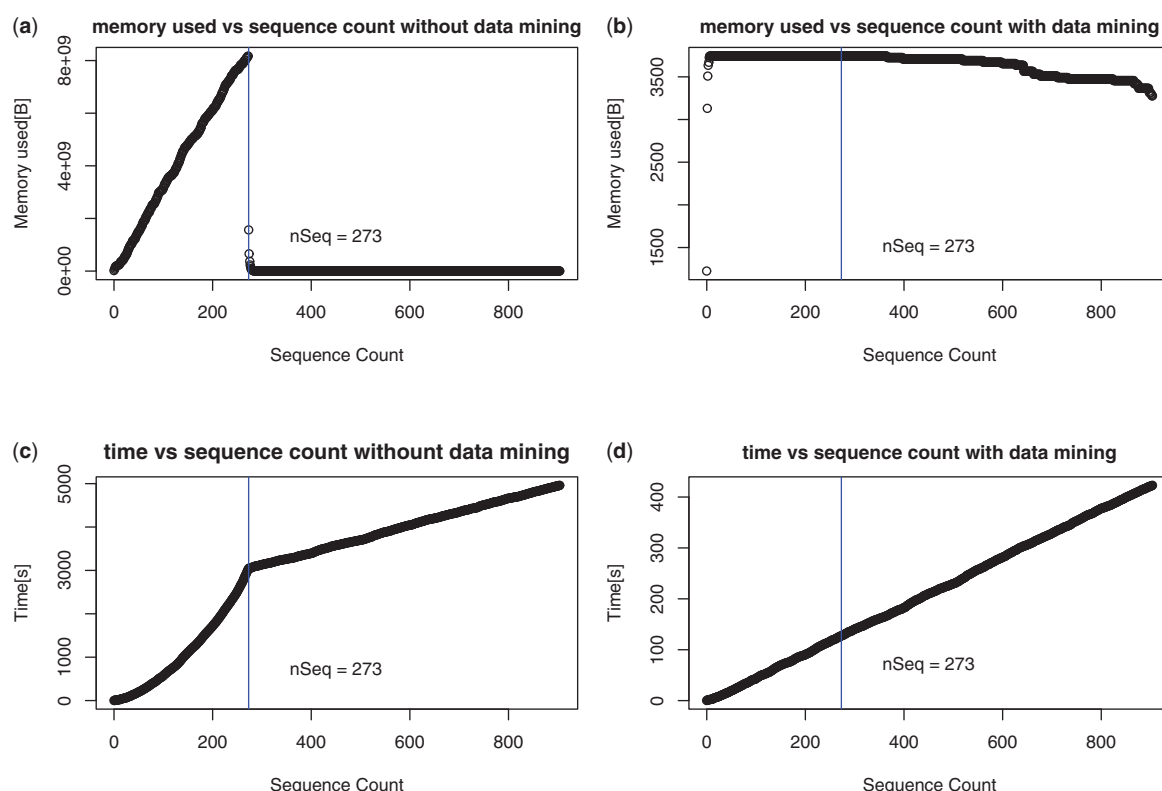 (a) memory used vs sequence count without data mining
Memory used[B]
0e+00 4e+09 8e+09
nSeq = 273
0 200 400 600 800
Sequence Count
(b) memory used vs sequence count with data mining
Memory used[B]
1500 2500 3500
nSeq = 273
0 200 400 600 800
Sequence Count
(c) time vs sequence count withount data mining
Time[s]
0 1000 3000 5000
nSeq = 273
0 200 400 600 800
Sequence Count
(d) time vs sequence count with data mining
Time[s]
0 100 200 300 400
nSeq = 273
0 200 400 600 800
Sequence Count